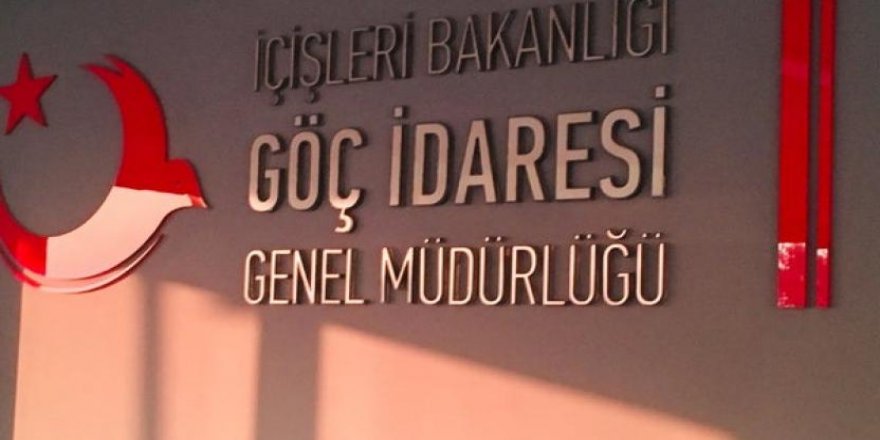 İÇİŞLERİ BAKANLIĞI
GÖÇ İDARESİ
GENEL MÜDÜRLÜĞÜ